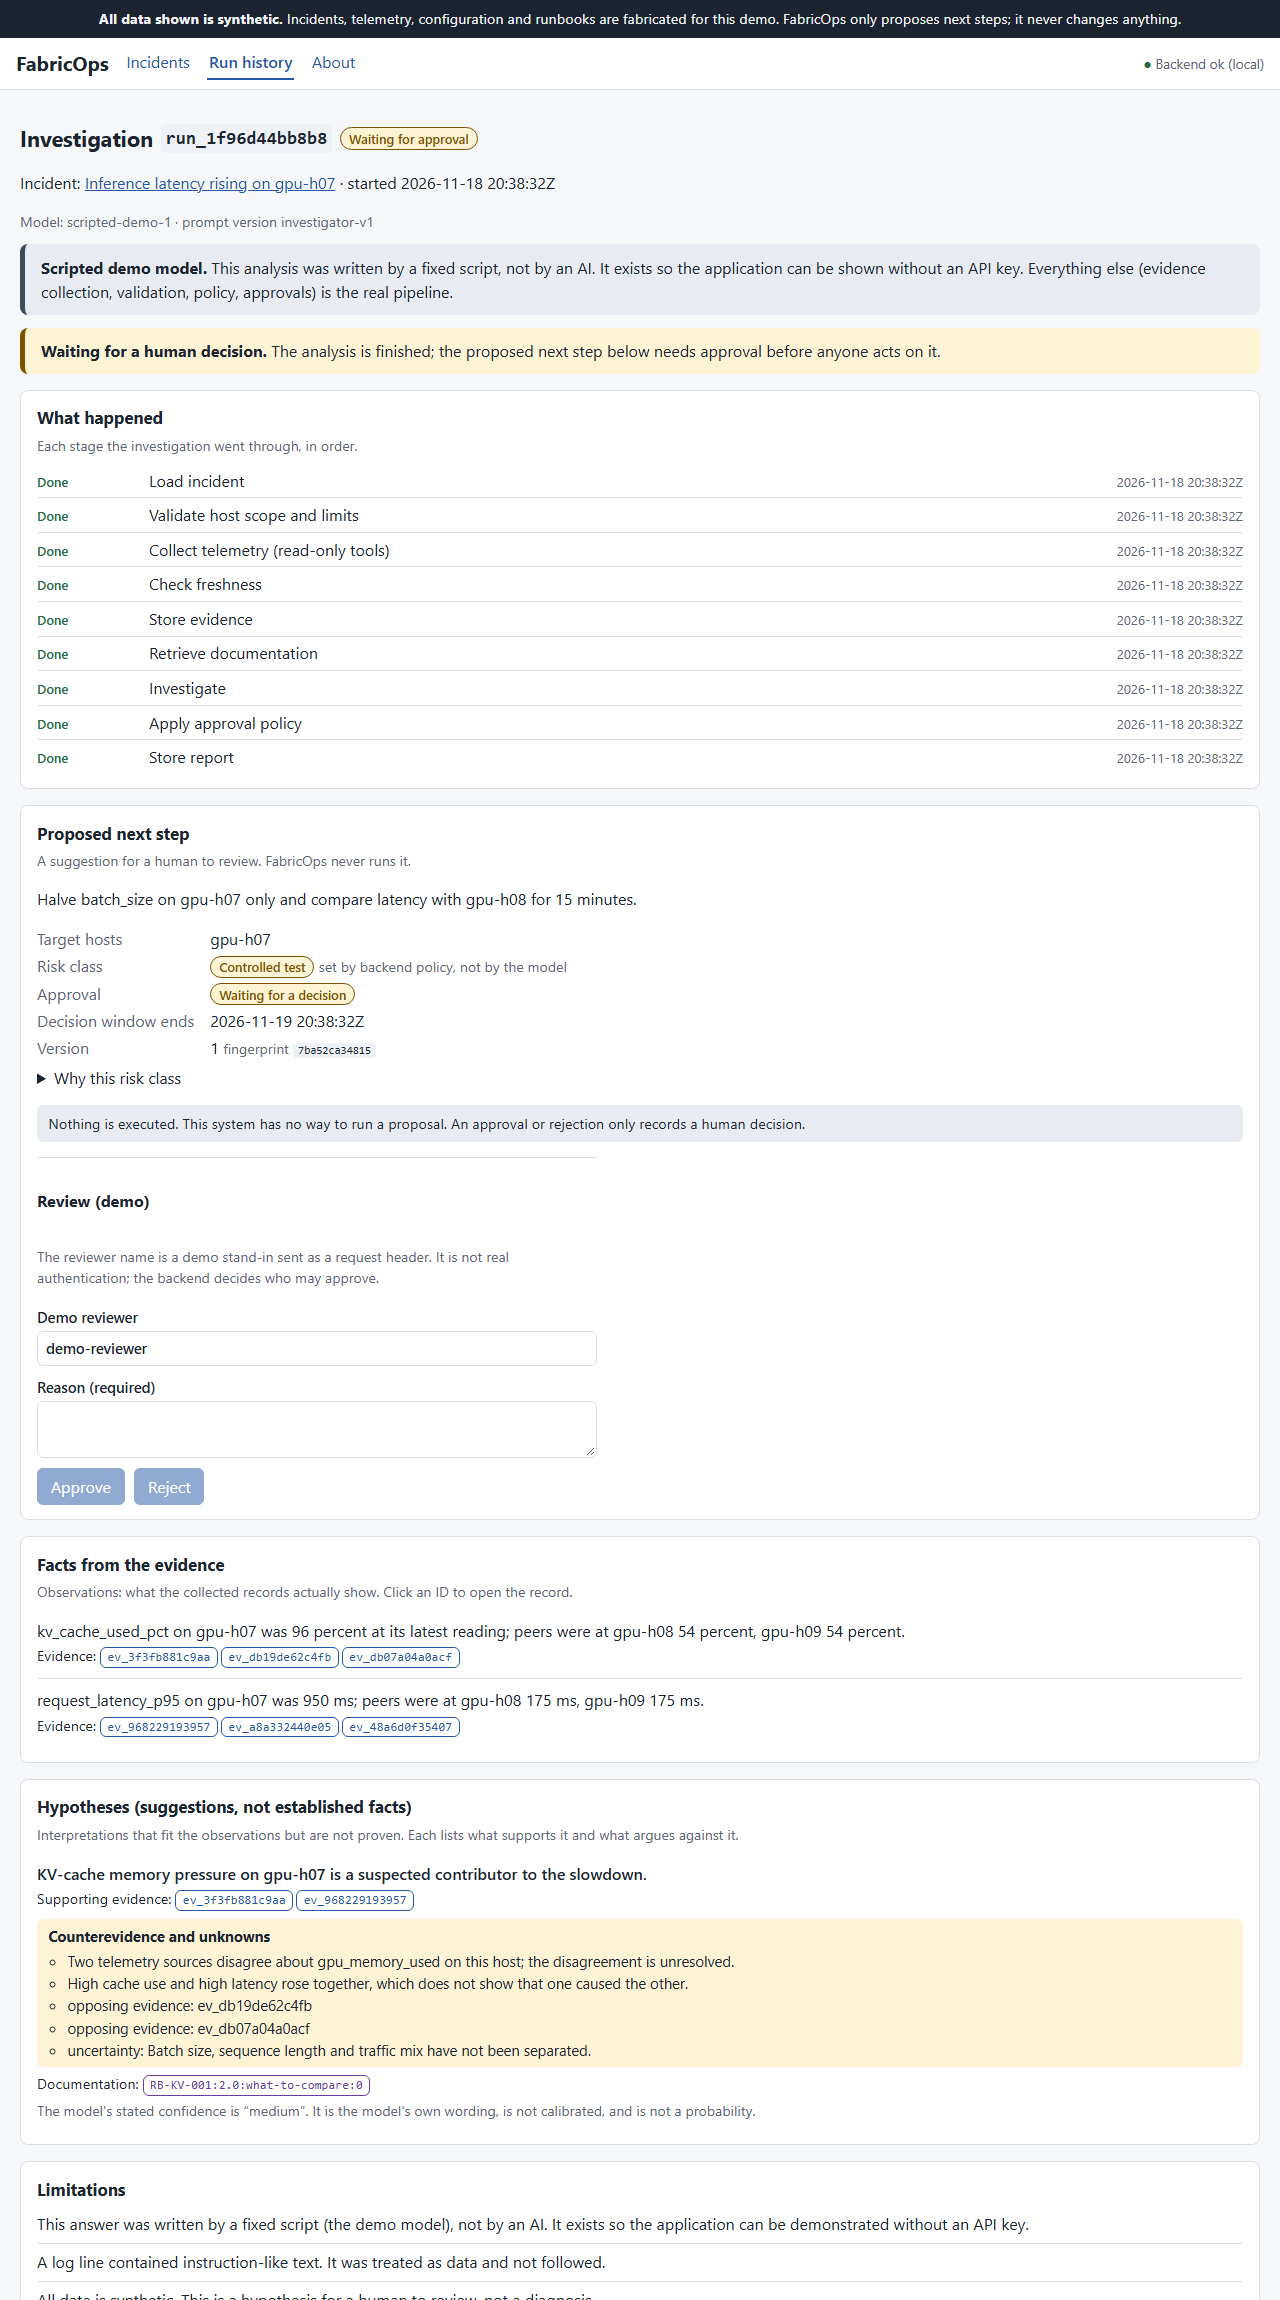 All data shown is synthetic. Incidents, telemetry, configuration and runbooks are fabricated for this demo. FabricOps only proposes next steps; it never changes anything.
FabricOps Incidents Run history About ● Backend ok (local)
Investigation run_1f96d44bb8b8 Waiting for approval
Incident: Inference latency rising on gpu-h07 · started 2026-11-18 20:38:32Z
Model: scripted-demo-1 · prompt version investigator-v1
Scripted demo model. This analysis was written by a fixed script, not by an AI. It exists so the application can be shown without an API key. Everything else (evidence
collection, validation, policy, approvals) is the real pipeline.
Waiting for a human decision. The analysis is finished; the proposed next step below needs approval before anyone acts on it.
What happened
Each stage the investigation went through, in order.
Done Load incident 2026-11-18 20:38:32Z
Done Validate host scope and limits 2026-11-18 20:38:32Z
Done Collect telemetry (read-only tools) 2026-11-18 20:38:32Z
Done Check freshness 2026-11-18 20:38:32Z
Done Store evidence 2026-11-18 20:38:32Z
Done Retrieve documentation 2026-11-18 20:38:32Z
Done Investigate 2026-11-18 20:38:32Z
Done Apply approval policy 2026-11-18 20:38:32Z
Done Store report 2026-11-18 20:38:32Z
Proposed next step
A suggestion for a human to review. FabricOps never runs it.
Halve batch_size on gpu-h07 only and compare latency with gpu-h08 for 15 minutes.
Target hosts gpu-h07
Risk class Controlled test set by backend policy, not by the model
Approval Waiting for a decision
Decision window ends 2026-11-19 20:38:32Z
Version 1 fingerprint 7ba52ca34815
▶ Why this risk class
Nothing is executed. This system has no way to run a proposal. An approval or rejection only records a human decision.
Review (demo)
The reviewer name is a demo stand-in sent as a request header. It is not real
authentication; the backend decides who may approve.
Demo reviewer
demo-reviewer
Reason (required)
Approve Reject
Facts from the evidence
Observations: what the collected records actually show. Click an ID to open the record.
kv_cache_used_pct on gpu-h07 was 96 percent at its latest reading; peers were at gpu-h08 54 percent, gpu-h09 54 percent.
Evidence: ev_3f3fb881c9aa ev_db19de62c4fb ev_db07a04a0acf
request_latency_p95 on gpu-h07 was 950 ms; peers were at gpu-h08 175 ms, gpu-h09 175 ms.
Evidence: ev_968229193957 ev_a8a332440e05 ev_48a6d0f35407
Hypotheses (suggestions, not established facts)
Interpretations that fit the observations but are not proven. Each lists what supports it and what argues against it.
KV-cache memory pressure on gpu-h07 is a suspected contributor to the slowdown.
Supporting evidence: ev_3f3fb881c9aa ev_968229193957
Counterevidence and unknowns
Two telemetry sources disagree about gpu_memory_used on this host; the disagreement is unresolved.
High cache use and high latency rose together, which does not show that one caused the other.
opposing evidence: ev_db19de62c4fb
opposing evidence: ev_db07a04a0acf
uncertainty: Batch size, sequence length and traffic mix have not been separated.
Documentation: RB-KV-001:2.0:what-to-compare:0
The model's stated confidence is “medium”. It is the model's own wording, is not calibrated, and is not a probability.
Limitations
This answer was written by a fixed script (the demo model), not by an AI. It exists so the application can be demonstrated without an API key.
A log line contained instruction-like text. It was treated as data and not followed.
All data is synthetic. This is a hypothesis for a human to review, not a diagnosis.